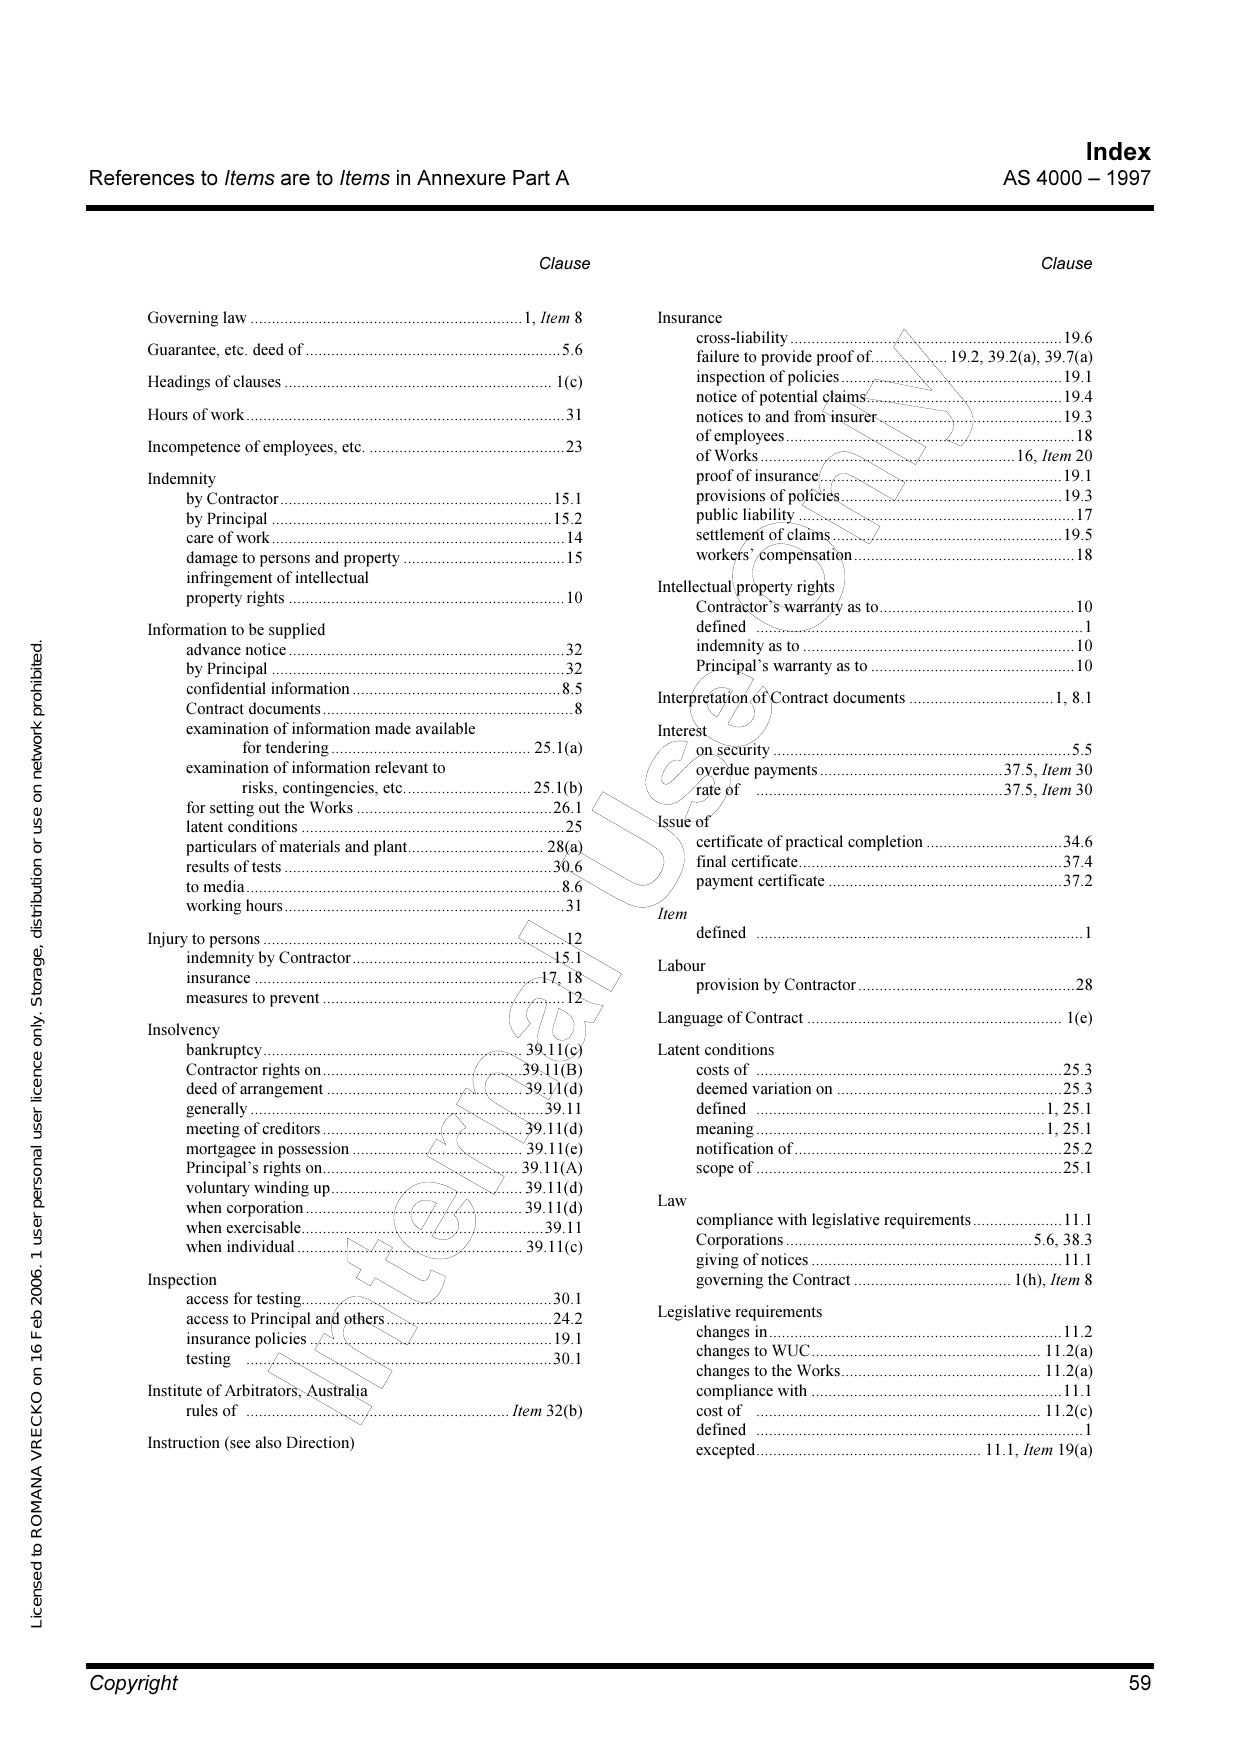 Index
References to Items are to Items in Annexure Part A
AS 4000 – 1997
Clause
Governing law ................................................................1, Item 8
Guarantee, etc. deed of ............................................................5.6
Headings of clauses ............................................................... 1(c)
Hours of work...........................................................................31
Incompetence of employees, etc. ..............................................23
Indemnity
by Contractor................................................................15.1
by Principal ..................................................................15.2
care of work.....................................................................14
damage to persons and property ......................................15
infringement of intellectual
property rights .................................................................10
Information to be supplied
advance notice.................................................................32
by Principal .....................................................................32
confidential information .................................................8.5
Contract documents...........................................................8
examination of information made available
for tendering............................................... 25.1(a)
examination of information relevant to
risks, contingencies, etc.............................. 25.1(b)
for setting out the Works ..............................................26.1
latent conditions ..............................................................25
particulars of materials and plant................................ 28(a)
results of tests ...............................................................30.6
to media..........................................................................8.6
working hours..................................................................31
Injury to persons .......................................................................12
indemnity by Contractor...............................................15.1
insurance ...................................................................17, 18
measures to prevent .........................................................12
Insolvency
bankruptcy............................................................. 39.11(c)
Contractor rights on...............................................39.11(B)
deed of arrangement .............................................. 39.11(d)
generally .....................................................................39.11
meeting of creditors............................................... 39.11(d)
mortgagee in possession ........................................ 39.11(e)
Principal’s rights on.............................................. 39.11(A)
voluntary winding up............................................. 39.11(d)
when corporation................................................... 39.11(d)
when exercisable.........................................................39.11
when individual..................................................... 39.11(c)
Inspection
access for testing...........................................................30.1
access to Principal and others.......................................24.2
insurance policies .........................................................19.1
testing ........................................................................30.1
Institute of Arbitrators, Australia
rules of .............................................................. Item 32(b)
Instruction (see also Direction)
Clause
Insurance
cross-liability ................................................................19.6
failure to provide proof of.................. 19.2, 39.2(a), 39.7(a)
inspection of policies....................................................19.1
notice of potential claims..............................................19.4
notices to and from insurer...........................................19.3
of employees....................................................................18
of Works............................................................16, Item 20
proof of insurance.........................................................19.1
provisions of policies....................................................19.3
public liability .................................................................17
settlement of claims......................................................19.5
workers’ compensation....................................................18
Intellectual property rights
Contractor’s warranty as to..............................................10
defined .............................................................................1
indemnity as to ................................................................10
Principal’s warranty as to ................................................10
Interpretation of Contract documents ..................................1, 8.1
Interest
on security ......................................................................5.5
overdue payments...........................................37.5, Item 30
rate of ..........................................................37.5, Item 30
Issue of
certificate of practical completion ................................34.6
final certificate..............................................................37.4
payment certificate .......................................................37.2
Item
defined .............................................................................1
Labour
provision by Contractor...................................................28
Language of Contract ............................................................ 1(e)
Latent conditions
costs of ........................................................................25.3
deemed variation on .....................................................25.3
defined ....................................................................1, 25.1
meaning....................................................................1, 25.1
notification of...............................................................25.2
scope of ........................................................................25.1
Law
compliance with legislative requirements.....................11.1
Corporations..........................................................5.6, 38.3
giving of notices ...........................................................11.1
governing the Contract ..................................... 1(h), Item 8
Legislative requirements
changes in.....................................................................11.2
changes to WUC...................................................... 11.2(a)
changes to the Works............................................... 11.2(a)
compliance with ...........................................................11.1
cost of ................................................................... 11.2(c)
defined .............................................................................1
excepted..................................................... 11.1, Item 19(a)
Internal Use Only
Licensed to ROMANA VRECKO on 16 Feb 2006. 1 user personal user licence only. Storage, distribution or use on network prohibited.
Copyright
59